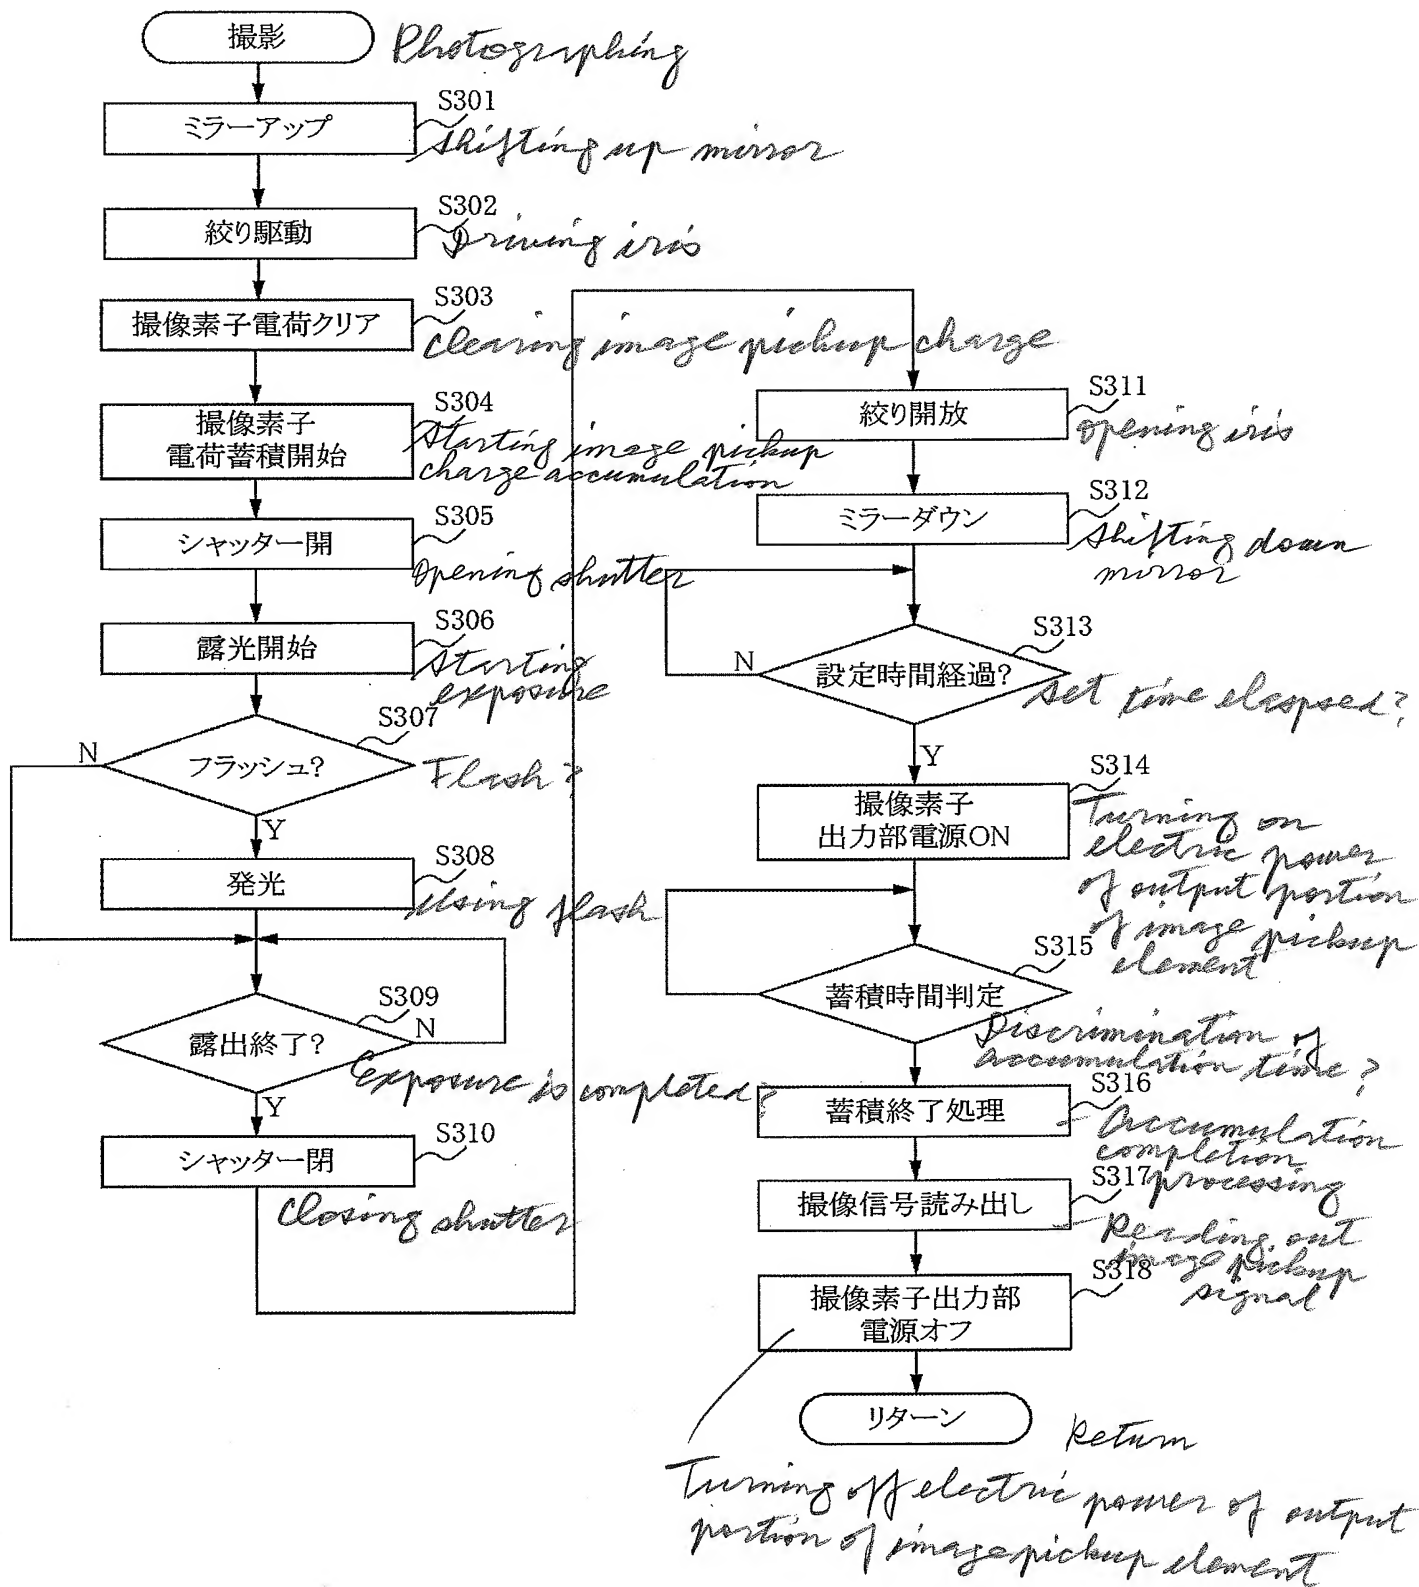 撮影
Photographing
S301
ミラーアップ
Shifting up mirror
S302
絞り駆動
Driving iris
S303
撮像素子電荷クリア
Clearing image pickup charge
S304
撮像素子
電荷蓄積開始
Starting image pickup
charge accumulation
S305
シャッター開
Opening shutter
S306
露光開始
Starting
exposure
S307
N
フラッシュ?
Flash?
Y
S308
発光
Using flash
S309
露出終了?
N
Exposure is completed?
Y
S310
シャッター閉
Closing shutter
S311
絞り開放
Opening iris
S312
ミラーダウン
Shifting down
mirror
S313
N
設定時間経過?
Set time elapsed?
Y
S314
撮像素子
出力部電源ON
Turning on
electric power
of output portion
of image pickup
element
S315
蓄積時間判定
Discrimination of
accumulation time?
S316
蓄積終了処理
Accumulation
completion
processing
S317
撮像信号読み出し
Reading out
image pickup
signal
S318
撮像素子出力部
電源オフ
リターン
Return
Turning off electric power of output
portion of image pickup element